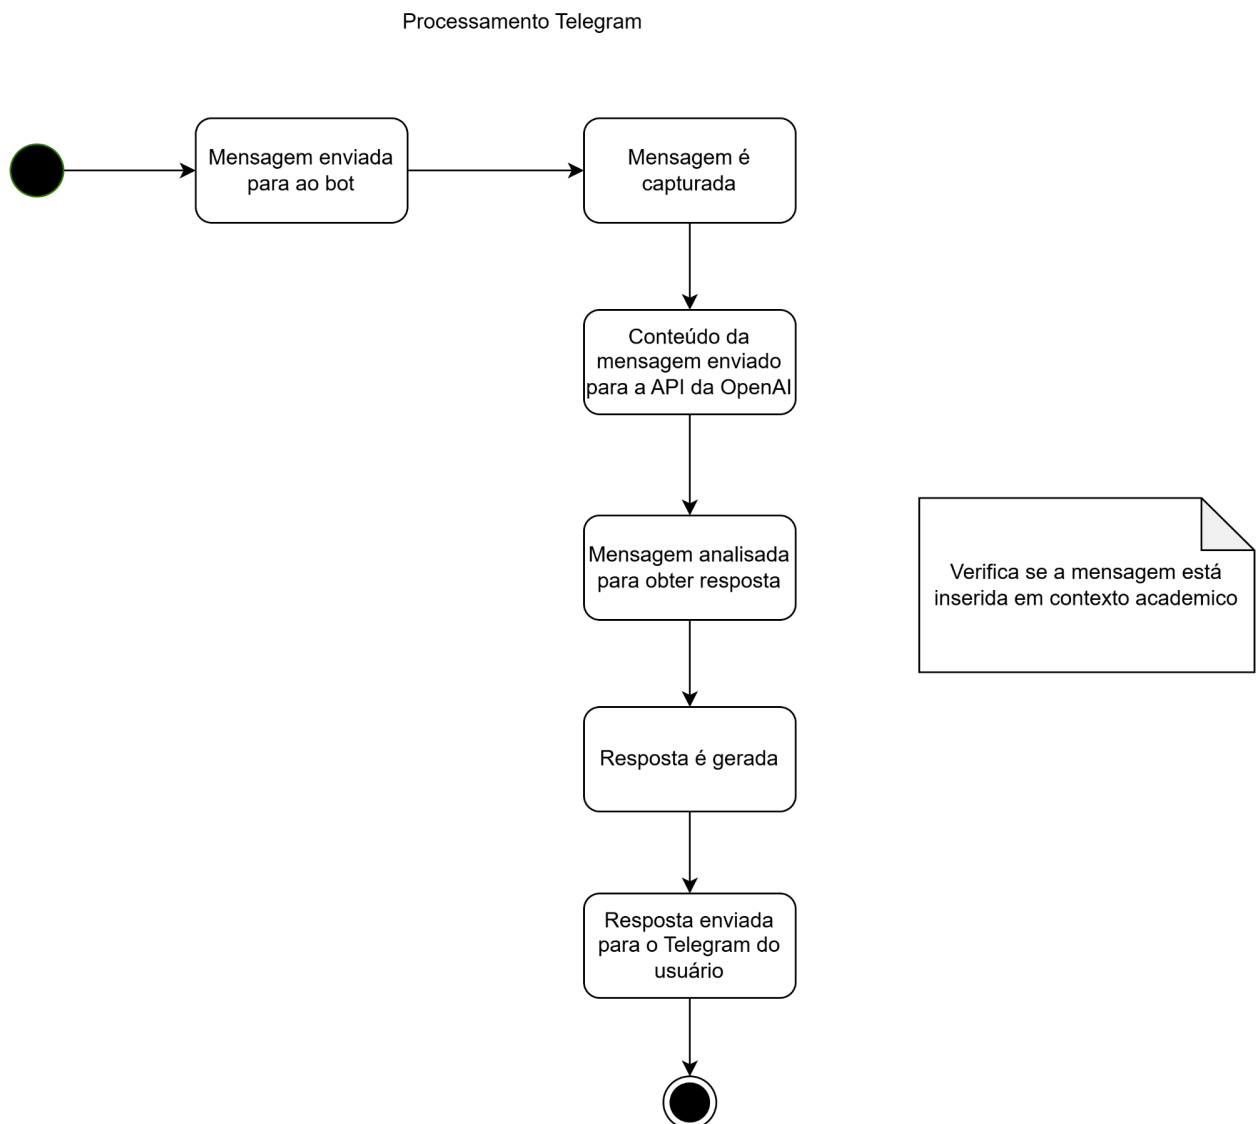 Processamento Telegram
Mensagem enviada
para ao bot
Mensagem é
capturada
Conteúdo da
mensagem enviado
para a API da OpenAI
Mensagem analisada
para obter resposta
Verifica se a mensagem está
inserida em contexto academico
Resposta é gerada
Resposta enviada
para o Telegram do
usuário